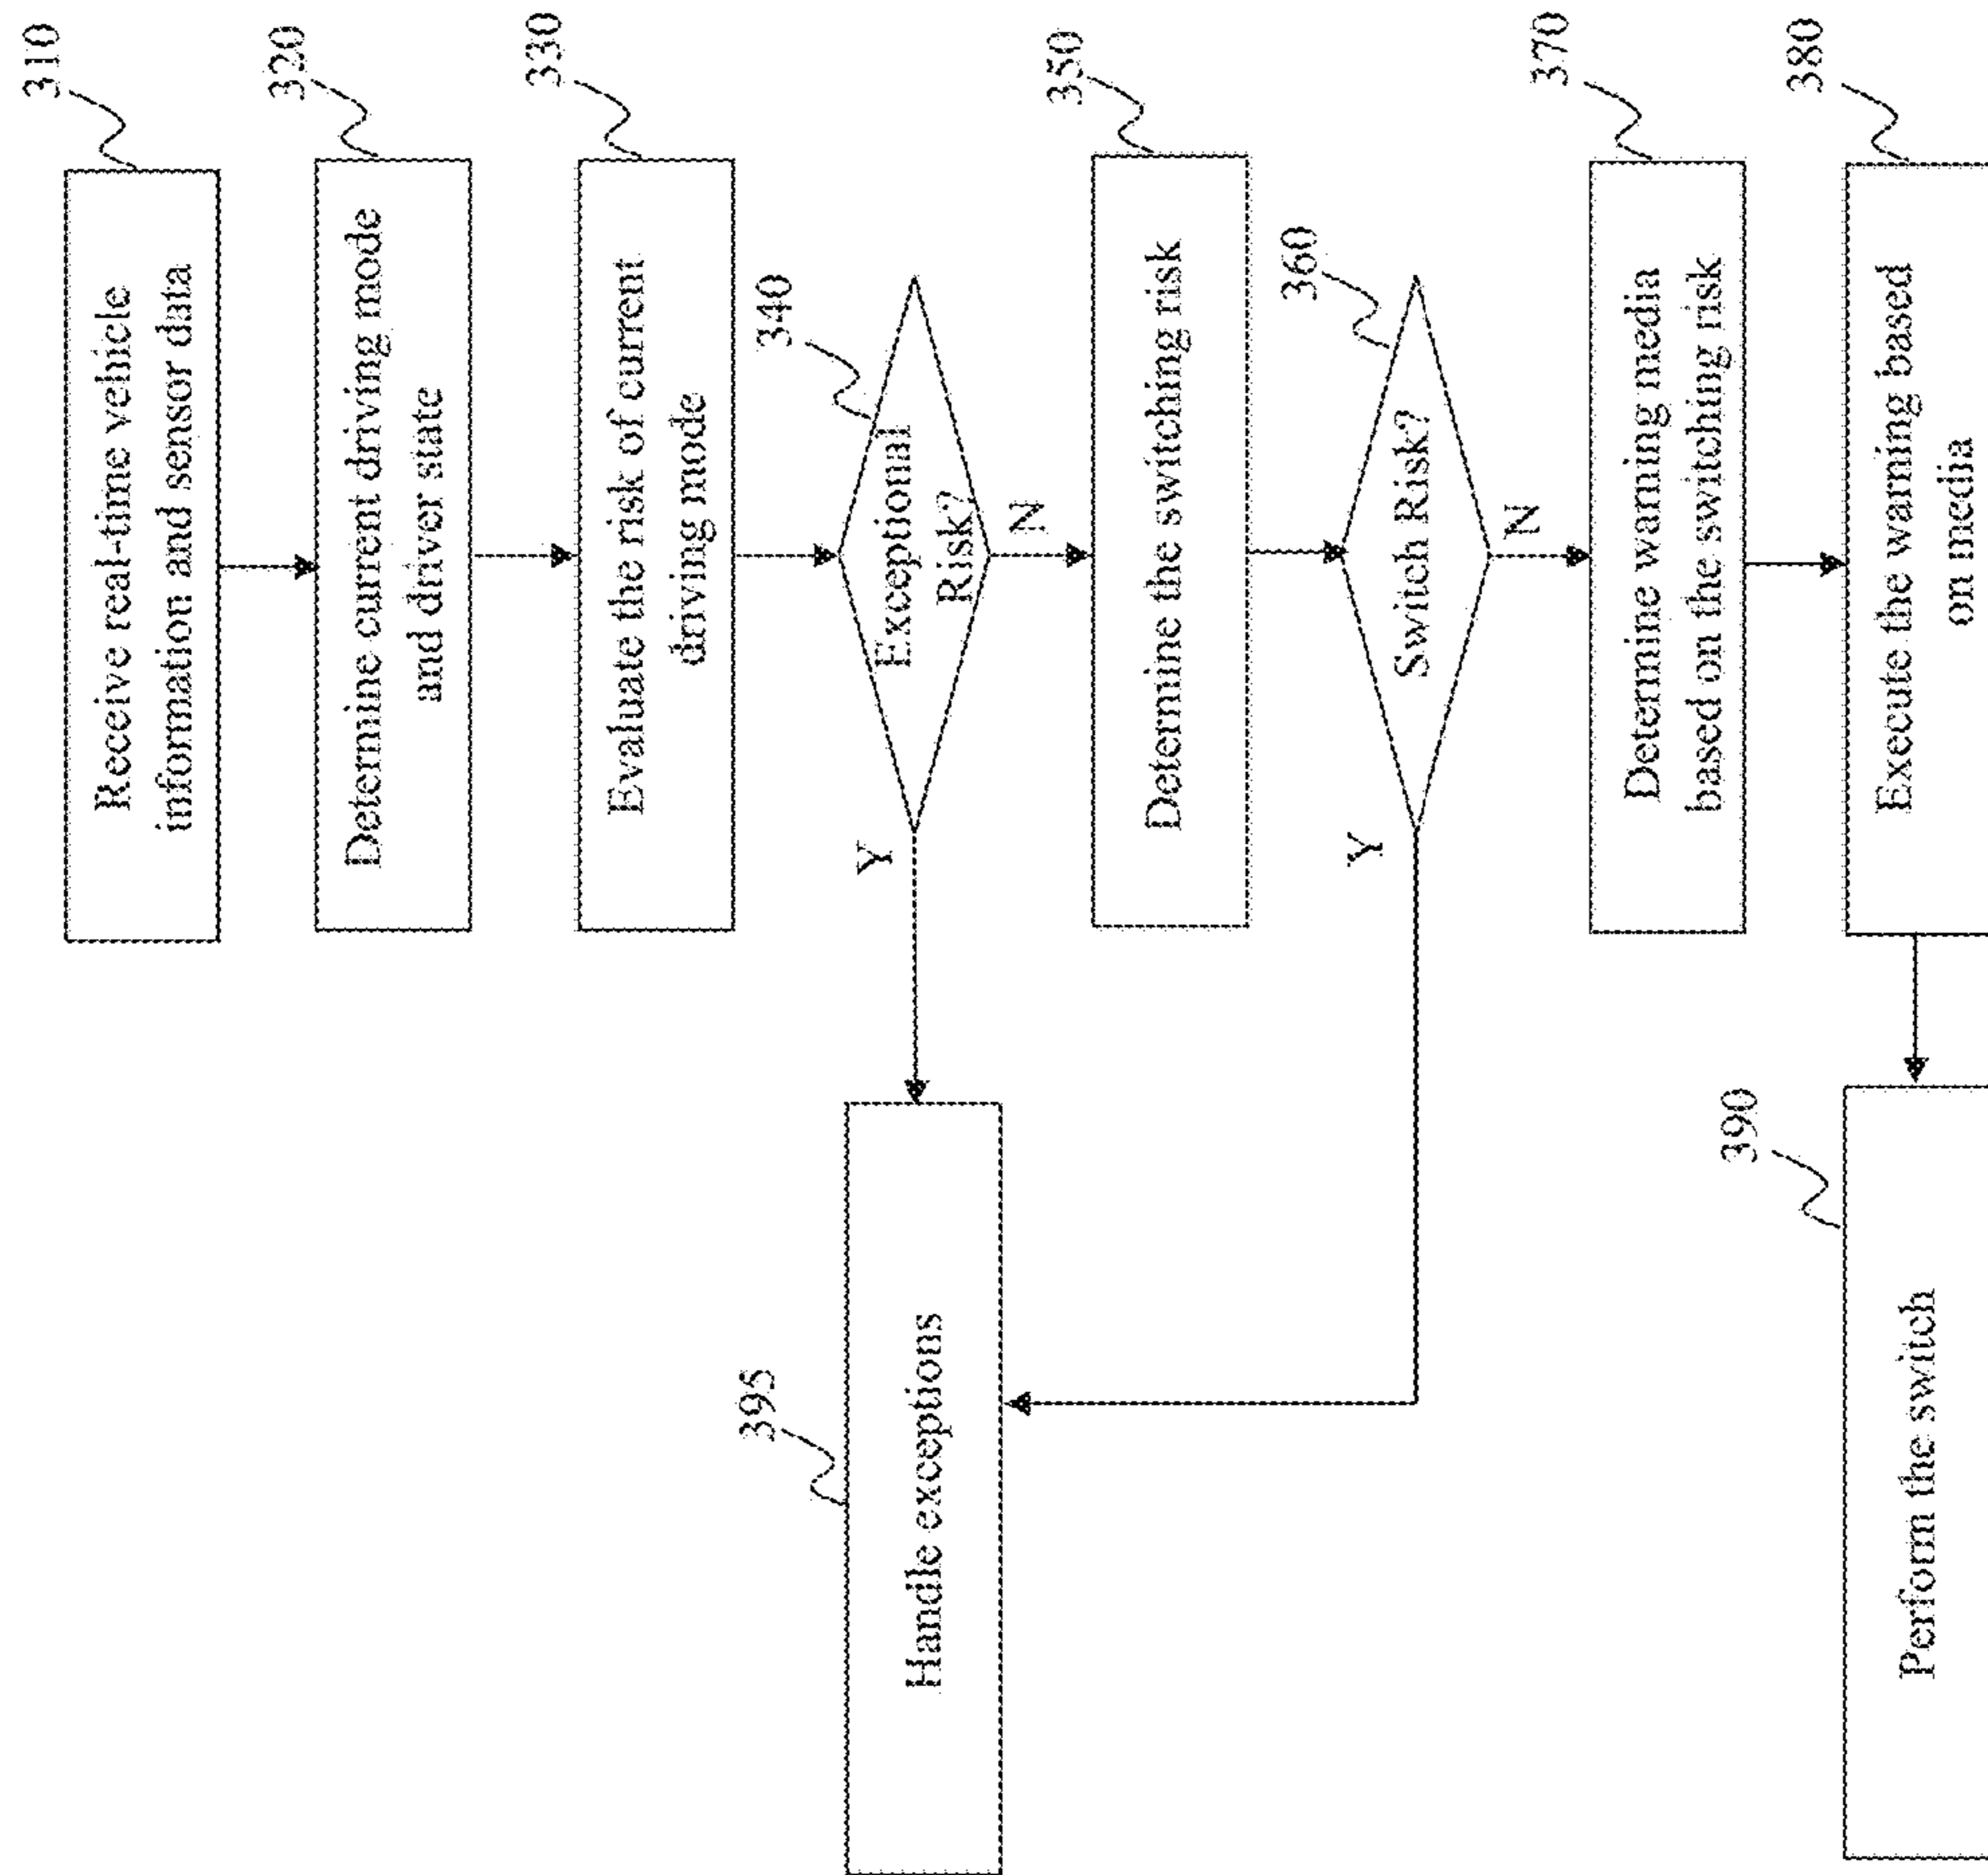 310
Receive real-time vehicle
information and sensor data
320
Determine current driving mode
and driver state
330
Evaluate the risk of current
driving mode
340
Exceptional
Risk?
Y
N
395
Handle exceptions
350
Determine the switching risk
360
Switch Risk?
Y
N
370
Determine warning media
based on the switching risk
380
Execute the warning based
on media
390
Perform the switch